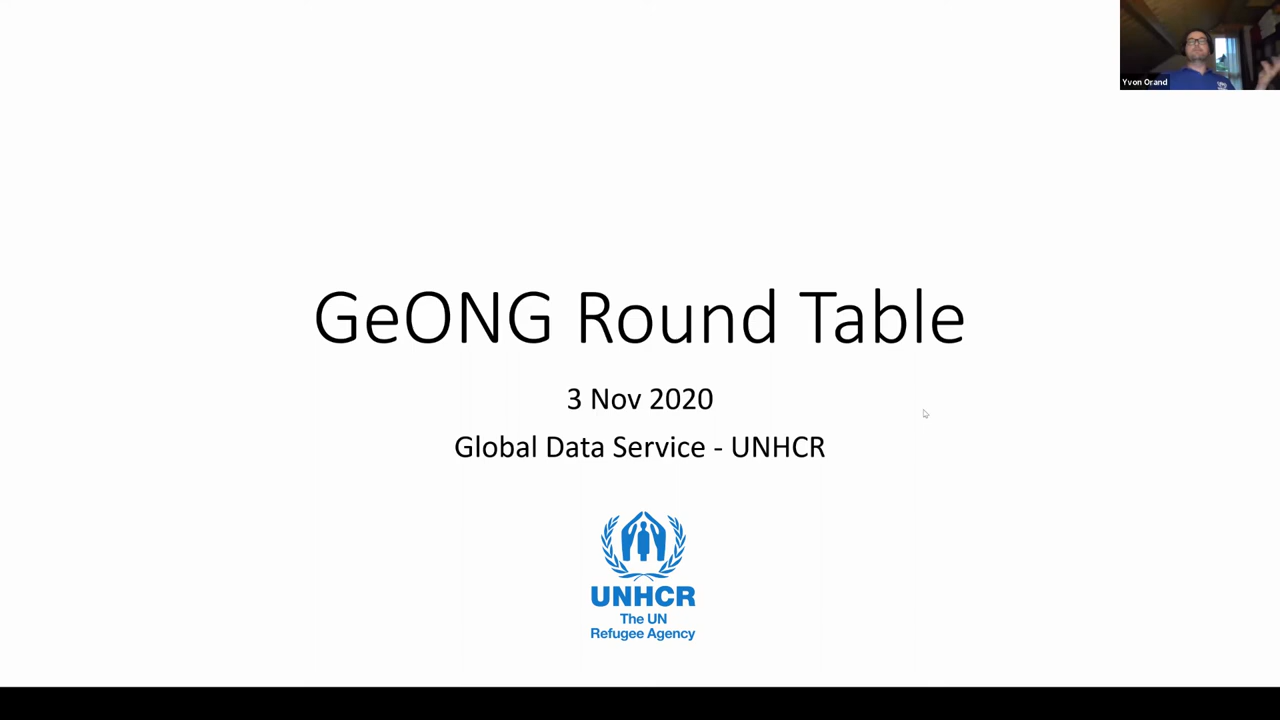 Yvon Orand
GeONG Round Table
3 Nov 2020
Global Data Service - UNHCR
UNHCR
The UN
Refugee Agency